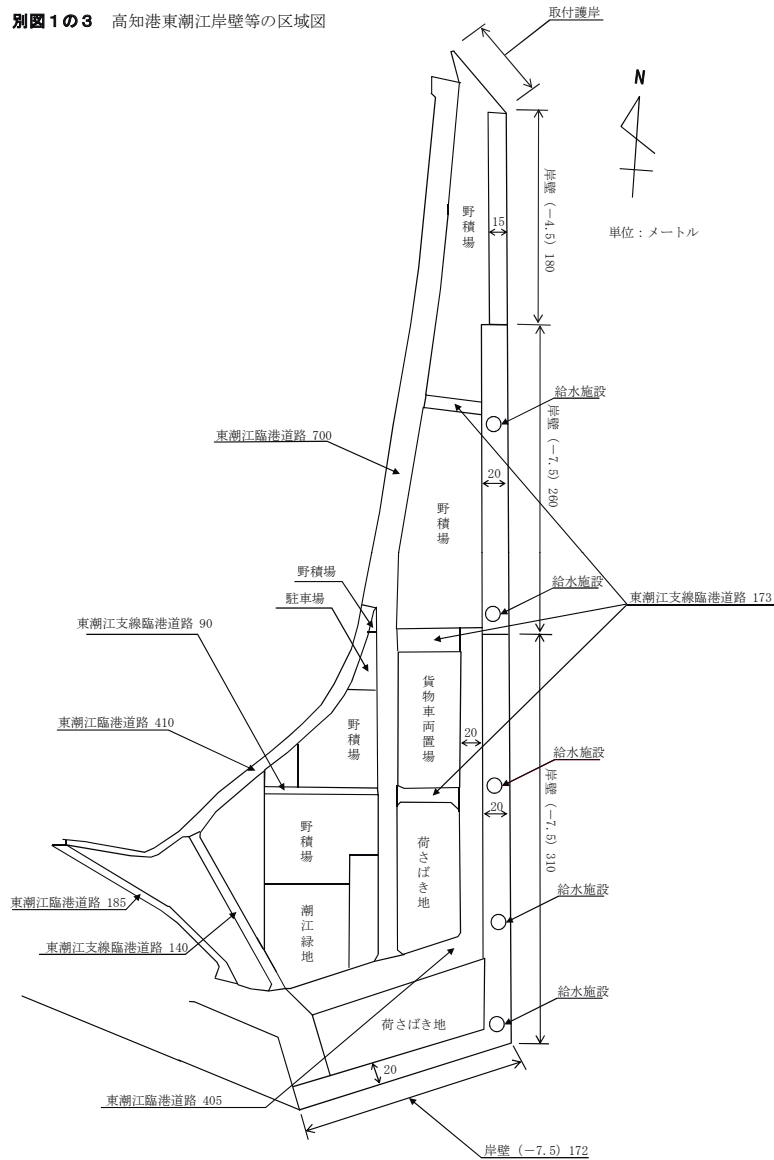 別図1の3 高知港東潮江岸壁等の区域図
取付護岸
N
単位：メートル
岸壁（－4.5）180
野積場
15
給水施設
岸壁（－7.5）260
東潮江臨港道路 700
20
野積場
野積場
給水施設
駐車場
東潮江支線臨港道路 173
東潮江支線臨港道路 90
貨物車両置場
野積場
東潮江臨港道路 410
20
給水施設
岸壁（－7.5）310
20
野積場
荷さばき地
給水施設
東潮江臨港道路 185
潮江緑地
東潮江支線臨港道路 140
給水施設
荷さばき地
20
東潮江臨港道路 405
岸壁（－7.5）172